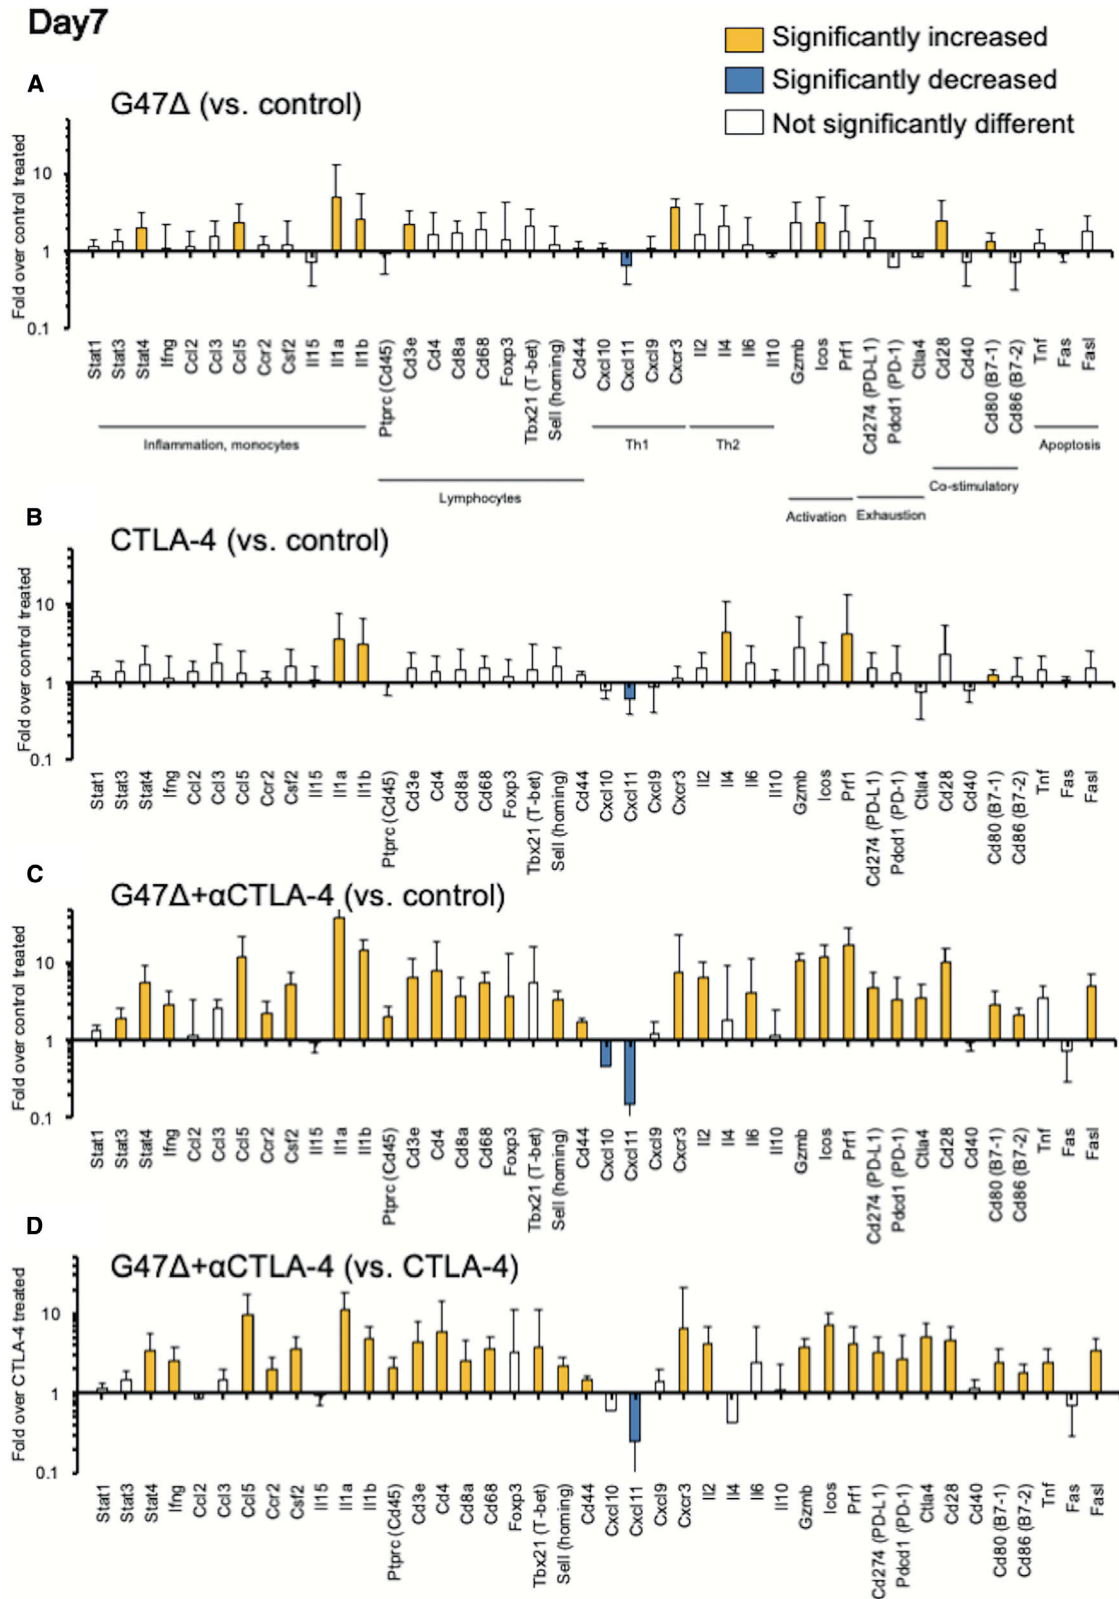 Day7
Significantly increased
Significantly decreased
Not significantly different
A
G47Δ (vs. control)
Fold over control treated
10
1
0.1
Stat1 Stat3 Stat4 Ifng Ccl2 Ccl3 Ccl5 Ccr2 Csf2 Il15 Il1a Il1b Ptprc (Cd45) Cd3e Cd4 Cd8a Cd68 Foxp3 Tbx21 (T-bet) Sell (homing) Cd44 Cxcl10 Cxcl11 Cxcl9 Cxcr3 Il2 Il4 Il6 Il10 Gzmb Icos Prf1 Cd274 (PD-L1) Pdcd1 (PD-1) Ctla4 Cd28 Cd40 Cd80 (B7-1) Cd86 (B7-2) Tnf Fas Fasl
Inflammation, monocytes
Th1
Th2
Apoptosis
Lymphocytes
Co-stimulatory
Activation
Exhaustion
B
CTLA-4 (vs. control)
Fold over control treated
10
1
0.1
Stat1 Stat3 Stat4 Ifng Ccl2 Ccl3 Ccl5 Ccr2 Csf2 Il15 Il1a Il1b Ptprc (Cd45) Cd3e Cd4 Cd8a Cd68 Foxp3 Tbx21 (T-bet) Sell (homing) Cd44 Cxcl10 Cxcl11 Cxcl9 Cxcr3 Il2 Il4 Il6 Il10 Gzmb Icos Prf1 Cd274 (PD-L1) Pdcd1 (PD-1) Ctla4 Cd28 Cd40 Cd80 (B7-1) Cd86 (B7-2) Tnf Fas Fasl
C
G47Δ+αCTLA-4 (vs. control)
Fold over control treated
10
1
0.1
Stat1 Stat3 Stat4 Ifng Ccl2 Ccl3 Ccl5 Ccr2 Csf2 Il15 Il1a Il1b Ptprc (Cd45) Cd3e Cd4 Cd8a Cd68 Foxp3 Tbx21 (T-bet) Sell (homing) Cd44 Cxcl10 Cxcl11 Cxcl9 Cxcr3 Il2 Il4 Il6 Il10 Gzmb Icos Prf1 Cd274 (PD-L1) Pdcd1 (PD-1) Ctla4 Cd28 Cd40 Cd80 (B7-1) Cd86 (B7-2) Tnf Fas Fasl
D
G47Δ+αCTLA-4 (vs. CTLA-4)
Fold over CTLA-4 treated
10
1
0.1
Stat1 Stat3 Stat4 Ifng Ccl2 Ccl3 Ccl5 Ccr2 Csf2 Il15 Il1a Il1b Ptprc (Cd45) Cd3e Cd4 Cd8a Cd68 Foxp3 Tbx21 (T-bet) Sell (homing) Cd44 Cxcl10 Cxcl11 Cxcl9 Cxcr3 Il2 Il4 Il6 Il10 Gzmb Icos Prf1 Cd274 (PD-L1) Pdcd1 (PD-1) Ctla4 Cd28 Cd40 Cd80 (B7-1) Cd86 (B7-2) Tnf Fas Fasl